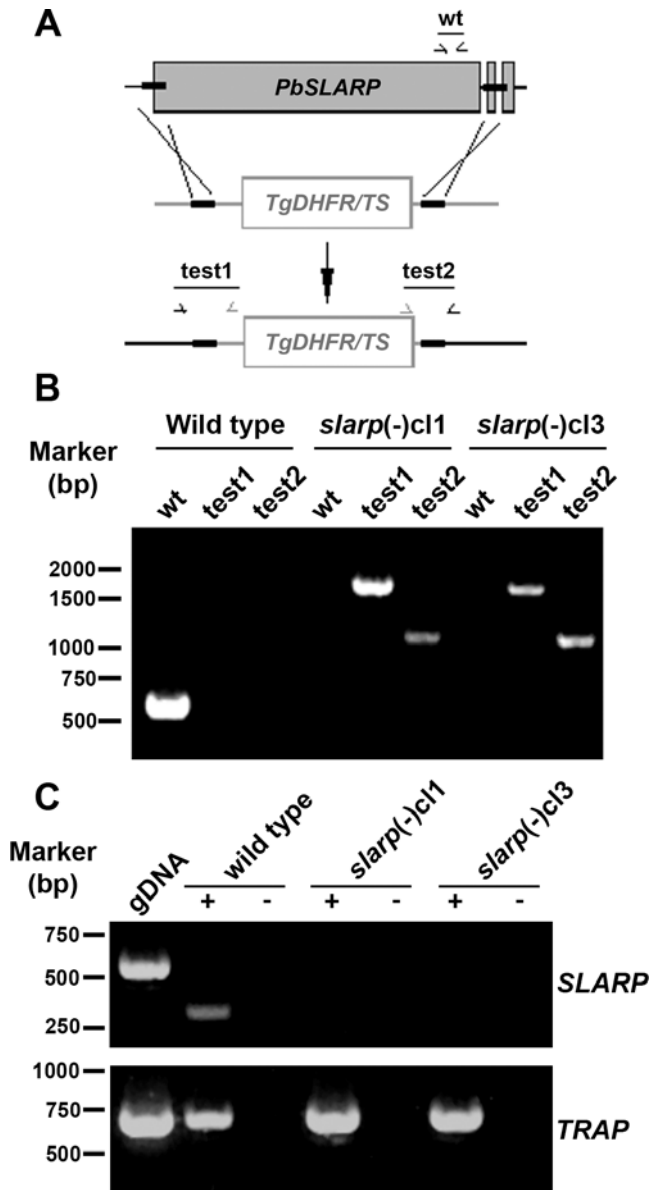 A
wt
PbSLARP
TgDHFR/TS
test1 test2
TgDHFR/TS
B
Wild type slarp(-)cl1 slarp(-)cl3
Marker
(bp)
wt test1 test2 wt test1 test2 wt test1 test2
2000
1500
1000
750
500
C
Marker
(bp)
gDNA wild type slarp(-)cl1 slarp(-)cl3
+ - + - + -
750
500
250
SLARP
1000
750
500
TRAP